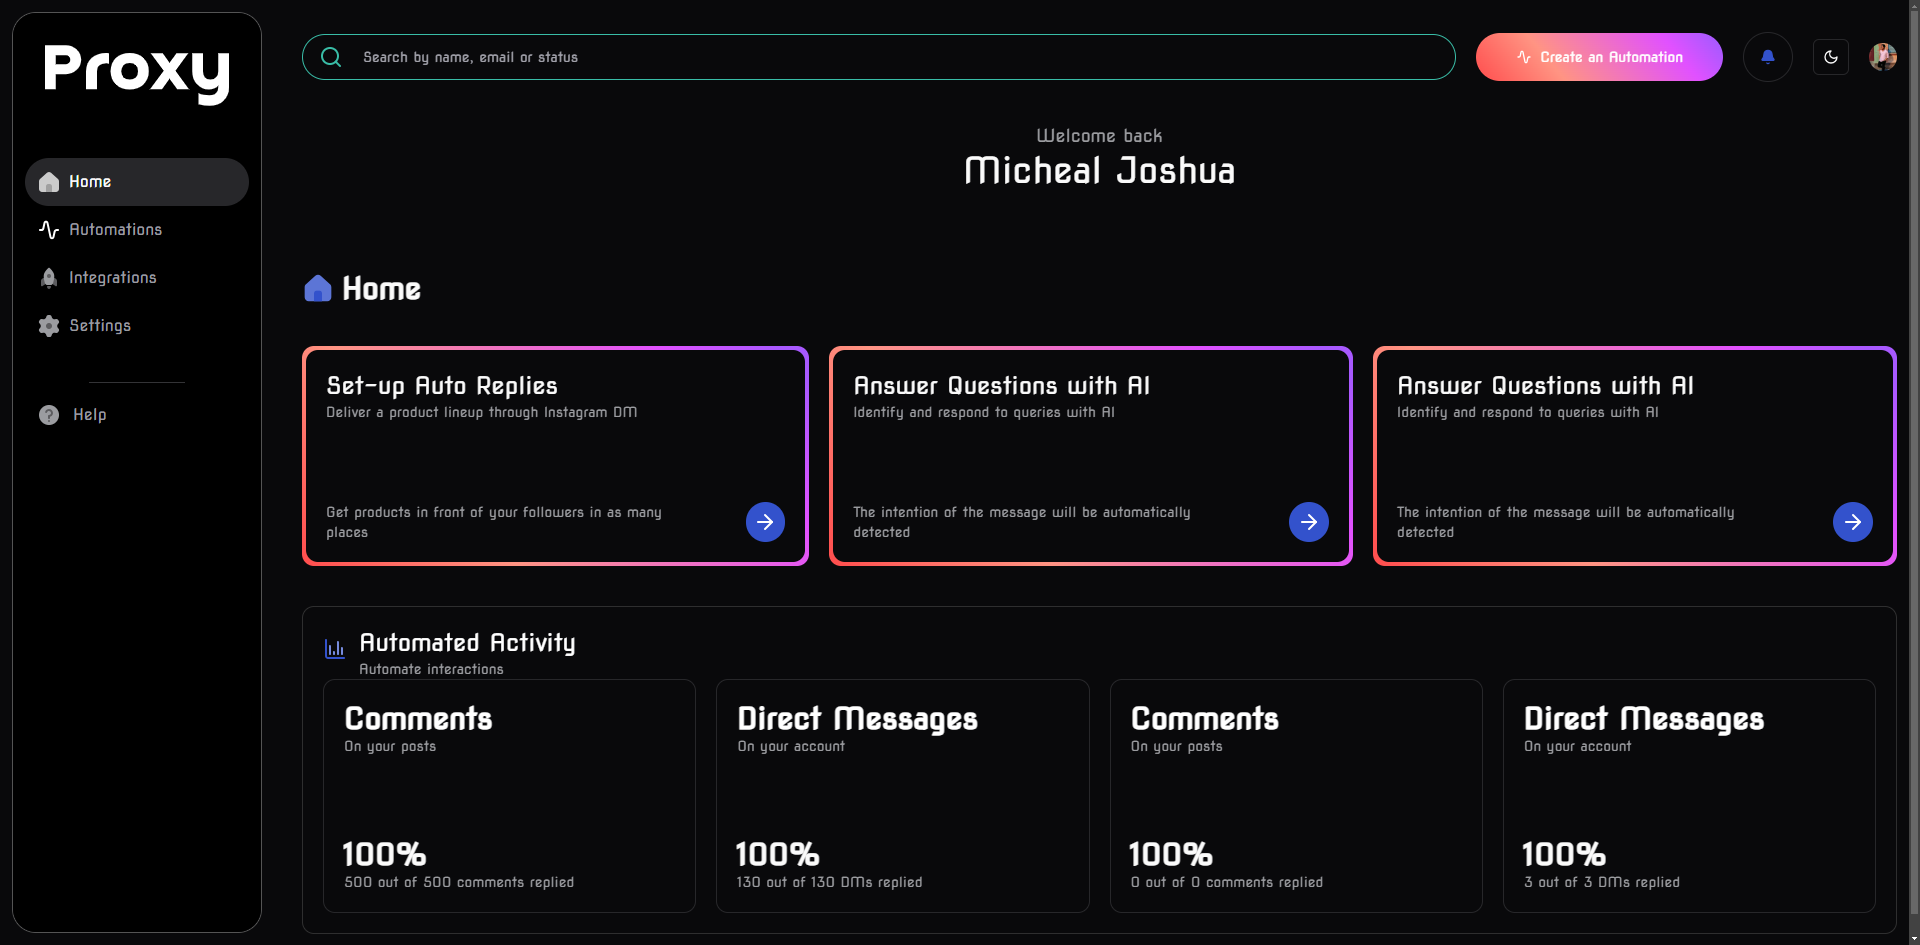 Proxy
Home
Automations
Integrations
Settings
Help
Search by name, email or status
Create an Automation
Welcome back
Micheal Joshua
Home
Set-up Auto Replies
Deliver a product lineup through Instagram DM
Get products in front of your followers in as many
places
Answer Questions with AI
Identify and respond to queries with AI
The intention of the message will be automatically
detected
Answer Questions with AI
Identify and respond to queries with AI
The intention of the message will be automatically
detected
Automated Activity
Automate interactions
Comments
On your posts
100%
500 out of 500 comments replied
Direct Messages
On your account
100%
130 out of 130 DMs replied
Comments
On your posts
100%
0 out of 0 comments replied
Direct Messages
On your account
100%
3 out of 3 DMs replied